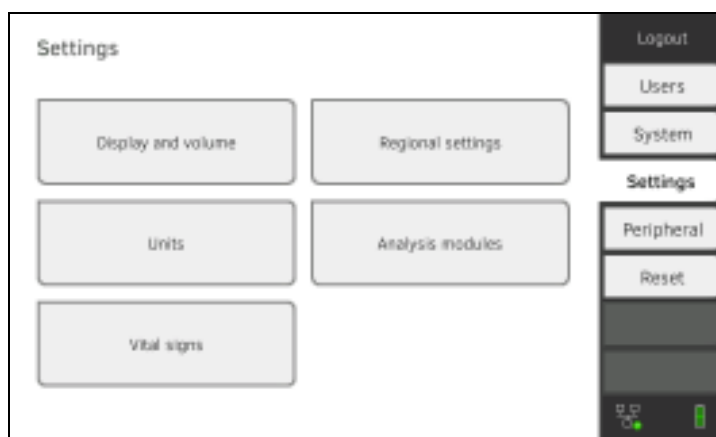 Settings
Display and volume
Regional settings
Units
Analysis modules
Vital signs
Logout
Users
System
Settings
Peripheral
Reset